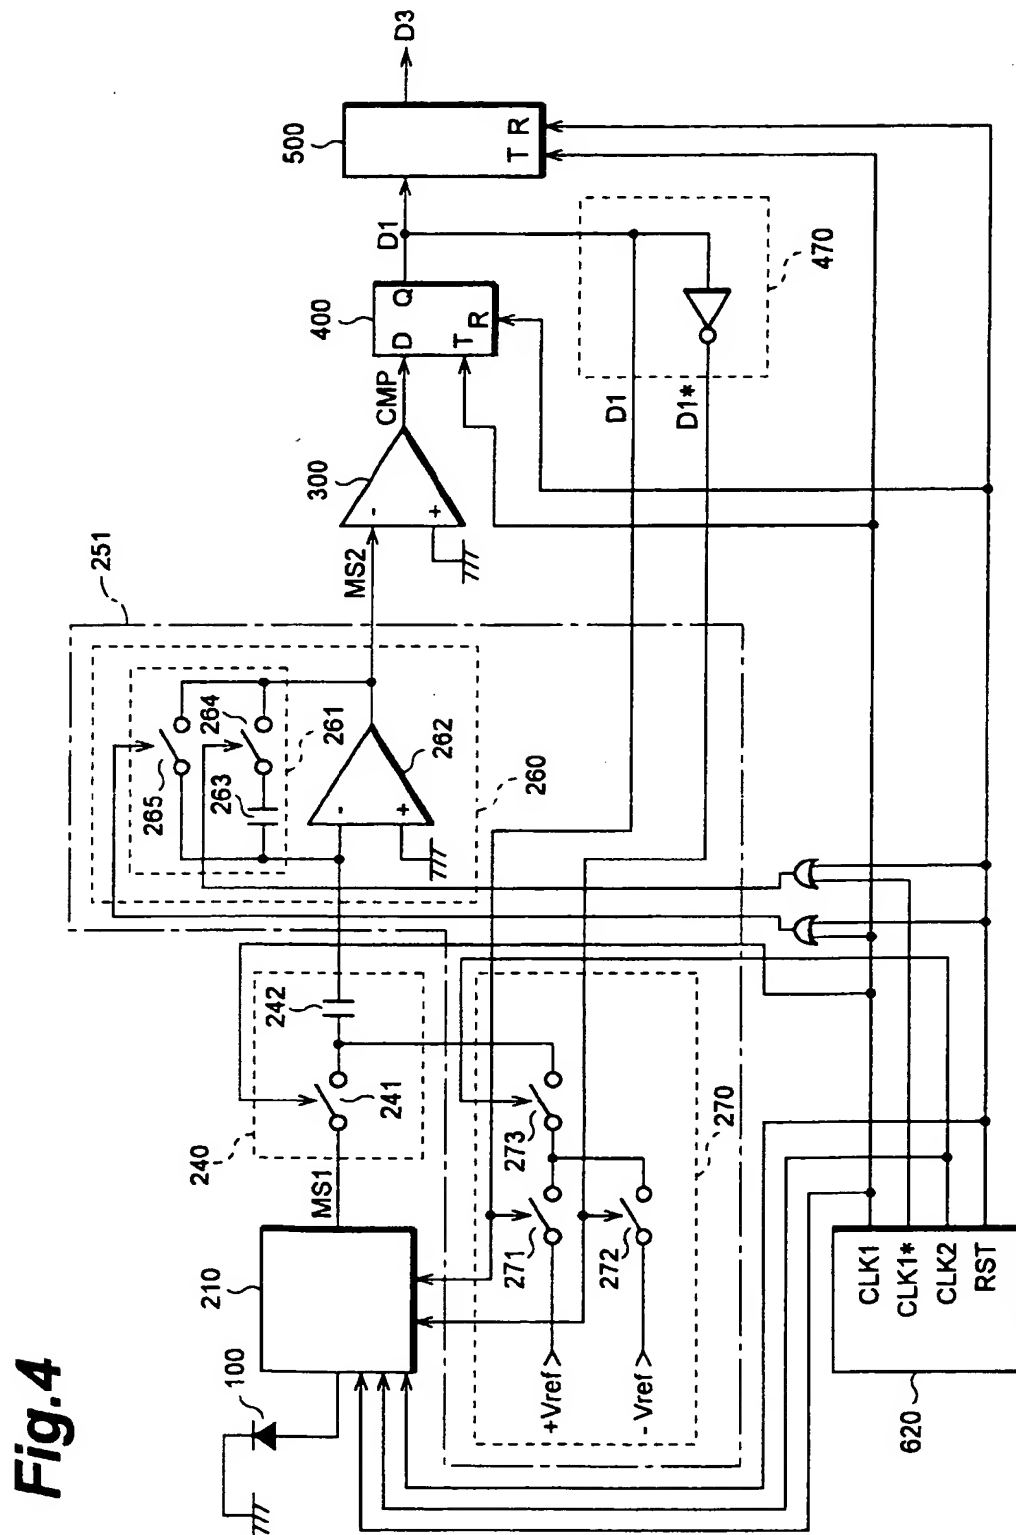 Fig.4
100
210
MS1
240
241
242
251
265
264
263
261
-
+
262
260
MS2
300
-
+
CMP
400
D
Q
T
R
D1
500
T
R
D3
470
D1
D1*
271
272
273
270
+Vref
-Vref
620
CLK1
CLK1*
CLK2
RST